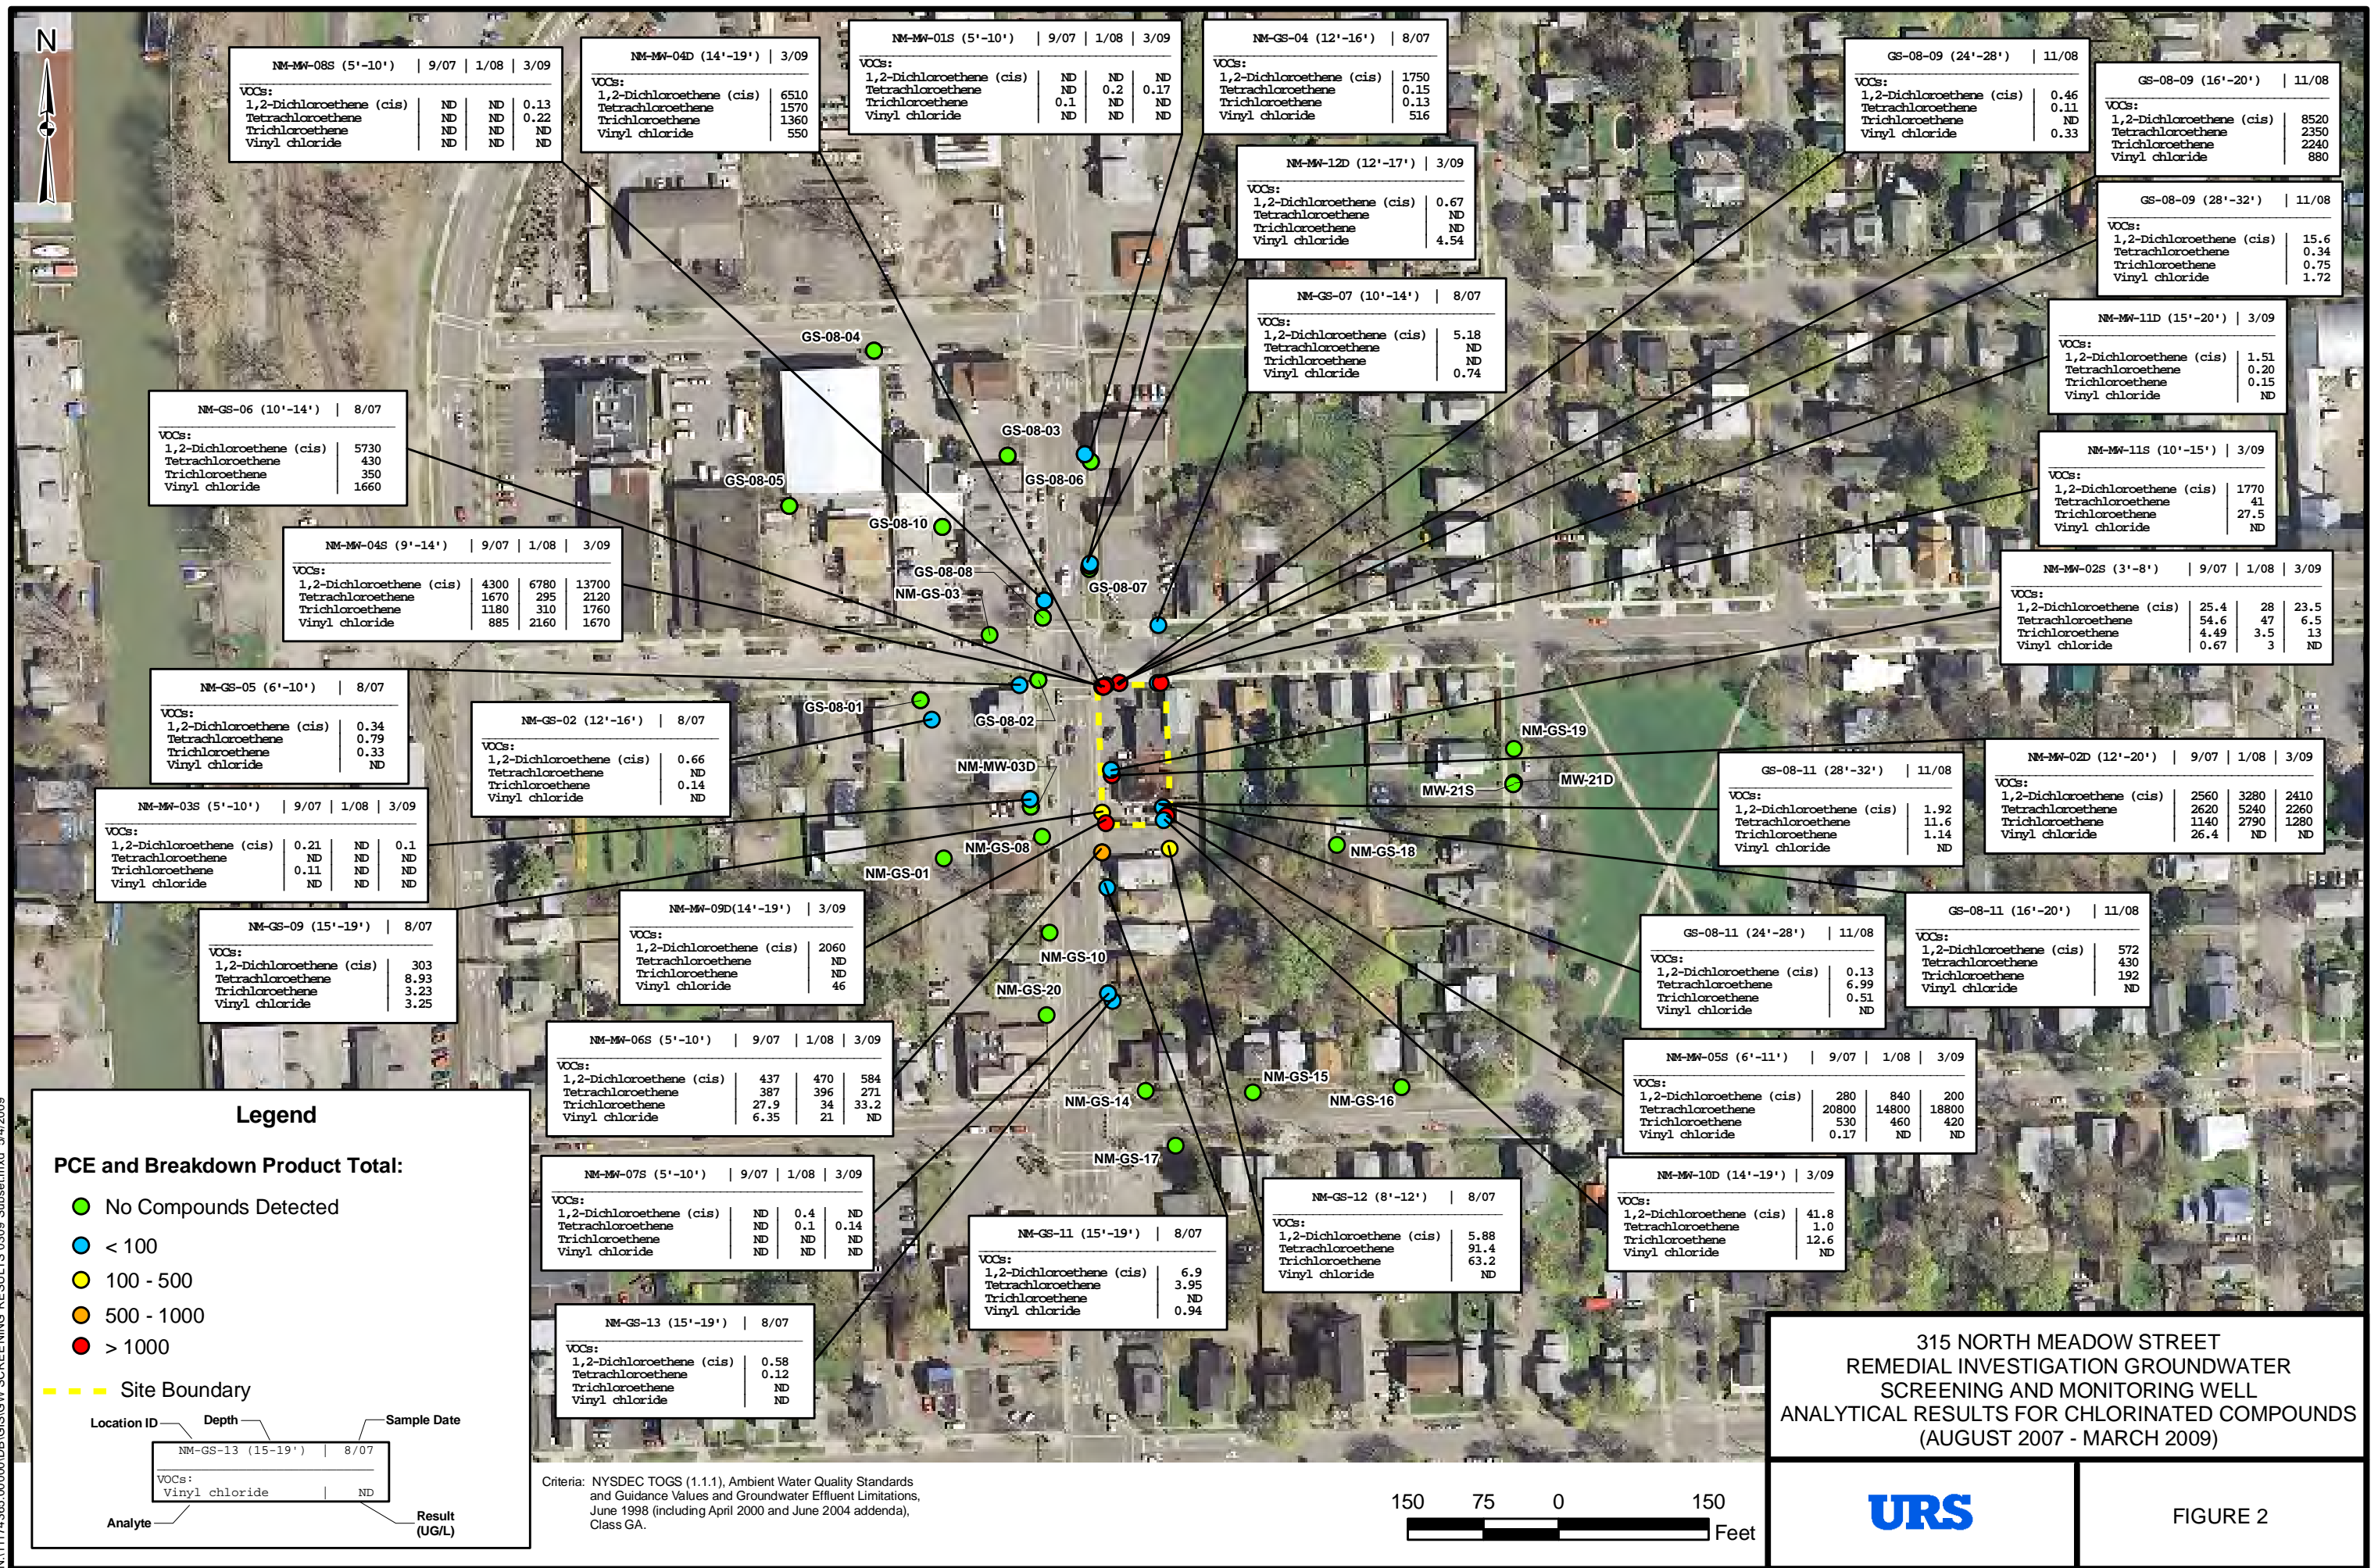 N
NM-MW-08S (5'-10') | 9/07 | 1/08 | 3/09
VOCs:
1,2-Dichloroethene (cis) | ND | ND | 0.13
Tetrachloroethene | ND | ND | 0.22
Trichloroethene | ND | ND | ND
Vinyl chloride | ND | ND | ND
NM-MW-04D (14'-19') | 3/09
VOCs:
1,2-Dichloroethene (cis) | 6510
Tetrachloroethene | 1570
Trichloroethene | 1360
Vinyl chloride | 550
NM-MW-01S (5'-10') | 9/07 | 1/08 | 3/09
VOCs:
1,2-Dichloroethene (cis) | ND | ND | ND
Tetrachloroethene | ND | 0.2 | 0.17
Trichloroethene | 0.1 | ND | ND
Vinyl chloride | ND | ND | ND
NM-GS-04 (12'-16') | 8/07
VOCs:
1,2-Dichloroethene (cis) | 1750
Tetrachloroethene | 0.15
Trichloroethene | 0.13
Vinyl chloride | 516
GS-08-09 (24'-28') | 11/08
VOCs:
1,2-Dichloroethene (cis) | 0.46
Tetrachloroethene | 0.11
Trichloroethene | ND
Vinyl chloride | 0.33
GS-08-09 (16'-20') | 11/08
VOCs:
1,2-Dichloroethene (cis) | 8520
Tetrachloroethene | 2350
Trichloroethene | 2240
Vinyl chloride | 880
NM-MW-12D (12'-17') | 3/09
VOCs:
1,2-Dichloroethene (cis) | 0.67
Tetrachloroethene | ND
Trichloroethene | ND
Vinyl chloride | 4.54
GS-08-09 (28'-32') | 11/08
VOCs:
1,2-Dichloroethene (cis) | 15.6
Tetrachloroethene | 0.34
Trichloroethene | 0.75
Vinyl chloride | 1.72
NM-GS-07 (10'-14') | 8/07
VOCs:
1,2-Dichloroethene (cis) | 5.18
Tetrachloroethene | ND
Trichloroethene | ND
Vinyl chloride | 0.74
NM-MW-11D (15'-20') | 3/09
VOCs:
1,2-Dichloroethene (cis) | 1.51
Tetrachloroethene | 0.20
Trichloroethene | 0.15
Vinyl chloride | ND
NM-GS-06 (10'-14') | 8/07
VOCs:
1,2-Dichloroethene (cis) | 5730
Tetrachloroethene | 430
Trichloroethene | 350
Vinyl chloride | 1660
NM-MW-11S (10'-15') | 3/09
VOCs:
1,2-Dichloroethene (cis) | 1770
Tetrachloroethene | 41
Trichloroethene | 27.5
Vinyl chloride | ND
NM-MW-04S (9'-14') | 9/07 | 1/08 | 3/09
VOCs:
1,2-Dichloroethene (cis) | 4300 | 6780 | 13700
Tetrachloroethene | 1670 | 295 | 2120
Trichloroethene | 1180 | 310 | 1760
Vinyl chloride | 885 | 2160 | 1670
NM-MW-02S (3'-8') | 9/07 | 1/08 | 3/09
VOCs:
1,2-Dichloroethene (cis) | 25.4 | 28 | 23.5
Tetrachloroethene | 54.6 | 47 | 6.5
Trichloroethene | 4.49 | 3.5 | 13
Vinyl chloride | 0.67 | 3 | ND
GS-08-04
GS-08-03
GS-08-05
GS-08-06
GS-08-10
GS-08-08
NM-GS-03
GS-08-07
GS-08-01
GS-08-02
NM-MW-03D
NM-GS-08
NM-GS-01
NM-GS-19
MW-21D
MW-21S
NM-GS-18
NM-GS-10
NM-GS-20
NM-GS-14
NM-GS-15
NM-GS-16
NM-GS-17
NM-GS-05 (6'-10') | 8/07
VOCs:
1,2-Dichloroethene (cis) | 0.34
Tetrachloroethene | 0.79
Trichloroethene | 0.33
Vinyl chloride | ND
NM-GS-02 (12'-16') | 8/07
VOCs:
1,2-Dichloroethene (cis) | 0.66
Tetrachloroethene | ND
Trichloroethene | 0.14
Vinyl chloride | ND
NM-MW-03S (5'-10') | 9/07 | 1/08 | 3/09
VOCs:
1,2-Dichloroethene (cis) | 0.21 | ND | 0.1
Tetrachloroethene | ND | ND | ND
Trichloroethene | 0.11 | ND | ND
Vinyl chloride | ND | ND | ND
GS-08-11 (28'-32') | 11/08
VOCs:
1,2-Dichloroethene (cis) | 1.92
Tetrachloroethene | 11.6
Trichloroethene | 1.14
Vinyl chloride | ND
NM-MW-02D (12'-20') | 9/07 | 1/08 | 3/09
VOCs:
1,2-Dichloroethene (cis) | 2560 | 3280 | 2410
Tetrachloroethene | 2620 | 5240 | 2260
Trichloroethene | 1140 | 2790 | 1280
Vinyl chloride | 26.4 | ND | ND
NM-GS-09 (15'-19') | 8/07
VOCs:
1,2-Dichloroethene (cis) | 303
Tetrachloroethene | 8.93
Trichloroethene | 3.23
Vinyl chloride | 3.25
NM-MW-09D(14'-19') | 3/09
VOCs:
1,2-Dichloroethene (cis) | 2060
Tetrachloroethene | ND
Trichloroethene | ND
Vinyl chloride | 46
GS-08-11 (24'-28') | 11/08
VOCs:
1,2-Dichloroethene (cis) | 0.13
Tetrachloroethene | 6.99
Trichloroethene | 0.51
Vinyl chloride | ND
GS-08-11 (16'-20') | 11/08
VOCs:
1,2-Dichloroethene (cis) | 572
Tetrachloroethene | 430
Trichloroethene | 192
Vinyl chloride | ND
NM-MW-06S (5'-10') | 9/07 | 1/08 | 3/09
VOCs:
1,2-Dichloroethene (cis) | 437 | 470 | 584
Tetrachloroethene | 387 | 396 | 271
Trichloroethene | 27.9 | 34 | 33.2
Vinyl chloride | 6.35 | 21 | ND
NM-MW-05S (6'-11') | 9/07 | 1/08 | 3/09
VOCs:
1,2-Dichloroethene (cis) | 280 | 840 | 200
Tetrachloroethene | 20800 | 14800 | 18800
Trichloroethene | 530 | 460 | 420
Vinyl chloride | 0.17 | ND | ND
NM-MW-07S (5'-10') | 9/07 | 1/08 | 3/09
VOCs:
1,2-Dichloroethene (cis) | ND | 0.4 | ND
Tetrachloroethene | ND | 0.1 | 0.14
Trichloroethene | ND | ND | ND
Vinyl chloride | ND | ND | ND
NM-MW-10D (14'-19') | 3/09
VOCs:
1,2-Dichloroethene (cis) | 41.8
Tetrachloroethene | 1.0
Trichloroethene | 12.6
Vinyl chloride | ND
NM-GS-11 (15'-19') | 8/07
VOCs:
1,2-Dichloroethene (cis) | 6.9
Tetrachloroethene | 3.95
Trichloroethene | ND
Vinyl chloride | 0.94
NM-GS-12 (8'-12') | 8/07
VOCs:
1,2-Dichloroethene (cis) | 5.88
Tetrachloroethene | 91.4
Trichloroethene | 63.2
Vinyl chloride | ND
NM-GS-13 (15'-19') | 8/07
VOCs:
1,2-Dichloroethene (cis) | 0.58
Tetrachloroethene | 0.12
Trichloroethene | ND
Vinyl chloride | ND
Legend
PCE and Breakdown Product Total:
No Compounds Detected
< 100
100 - 500
500 - 1000
> 1000
Site Boundary
Location ID
Depth
Sample Date
NM-GS-13 (15-19') | 8/07
VOCs:
Vinyl chloride | ND
Analyte
Result
(UG/L)
Criteria: NYSDEC TOGS (1.1.1), Ambient Water Quality Standards
and Guidance Values and Groundwater Effluent Limitations,
June 1998 (including April 2000 and June 2004 addenda),
Class GA.
150 75 0 150
Feet
315 NORTH MEADOW STREET
REMEDIAL INVESTIGATION GROUNDWATER
SCREENING AND MONITORING WELL
ANALYTICAL RESULTS FOR CHLORINATED COMPOUNDS
(AUGUST 2007 - MARCH 2009)
URS
FIGURE 2